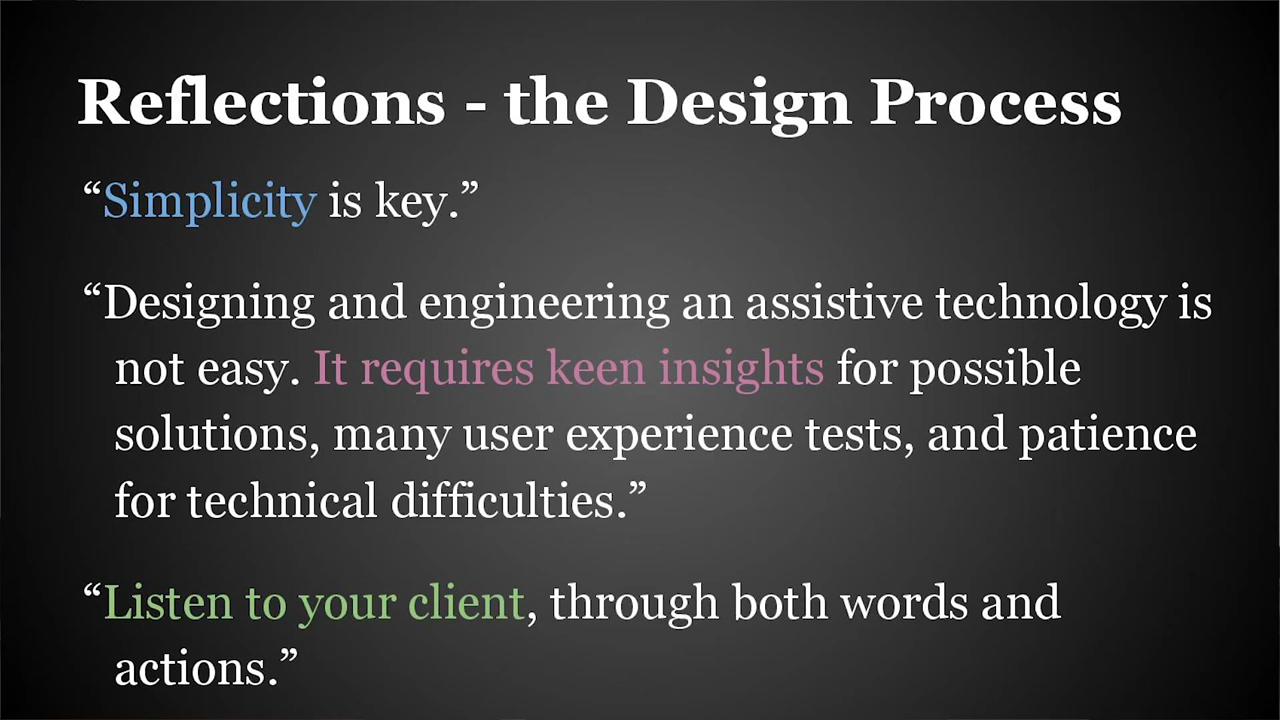 Reflections - the Design Process
“Simplicity is key.”
“Designing and engineering an assistive technology is
not easy. It requires keen insights for possible
solutions, many user experience tests, and patience
for technical difficulties.”
“Listen to your client, through both words and
actions.”